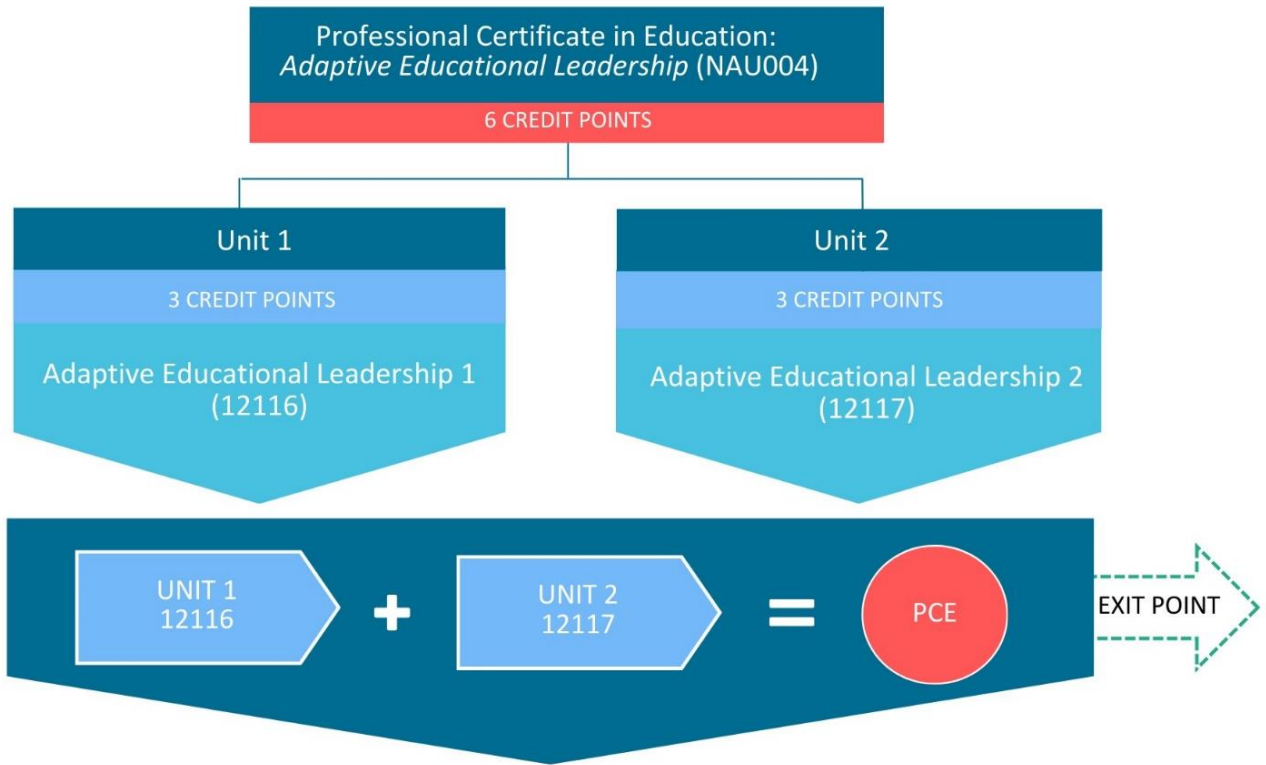 Professional Certificate in Education:
Adaptive Educational Leadership (NAU004)
6 CREDIT POINTS
Unit 1
3 CREDIT POINTS
Adaptive Educational Leadership 1
(12116)
Unit 2
3 CREDIT POINTS
Adaptive Educational Leadership 2
(12117)
UNIT 1
12116
+
UNIT 2
12117
=
PCE
EXIT POINT